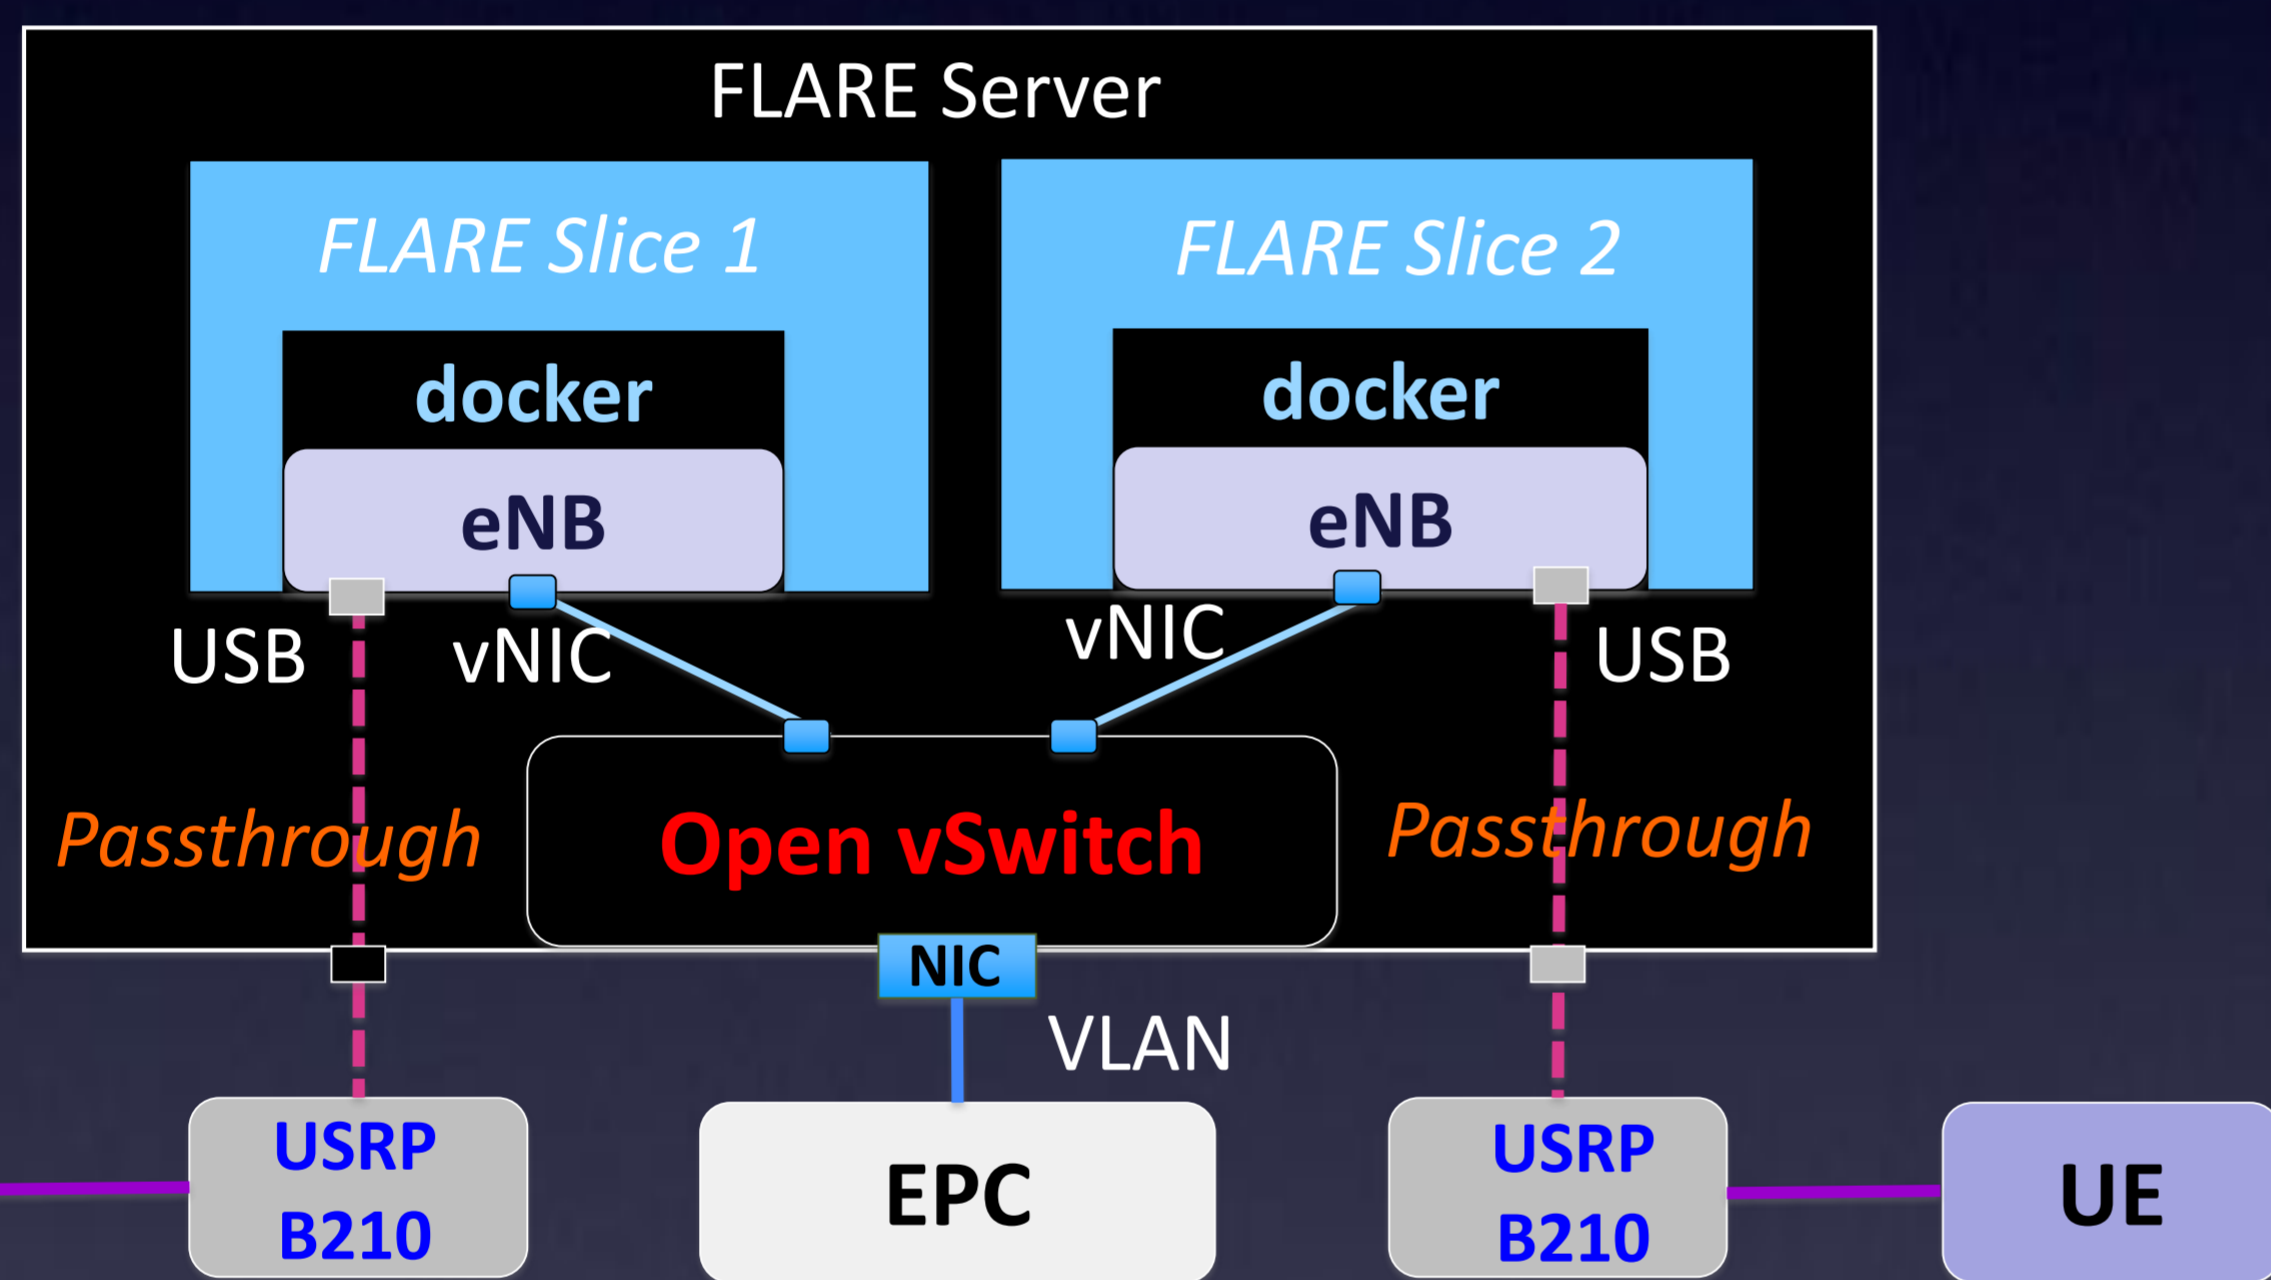 FLARE Server
FLARE Slice 1
FLARE Slice 2
docker
docker
eNB
eNB
USB
vNIC
vNIC
USB
Passthrough
Open vSwitch
Passthrough
NIC
VLAN
USRP
B210
EPC
USRP
B210
UE